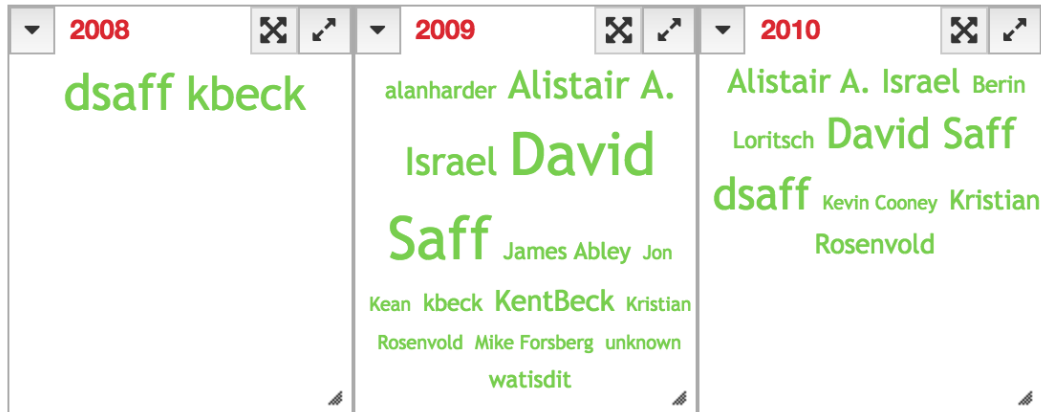 2008
dsaff kbeck
2009
alanharder Alistair A.
Israel David
Saff James Abley Jon
Kean kbeck KentBeck Kristian
Rosenvold Mike Forsberg unknown
watisdit
2010
Alistair A. Israel Berin
Loritsch David Saff
dsaff Kevin Cooney Kristian
Rosenvold